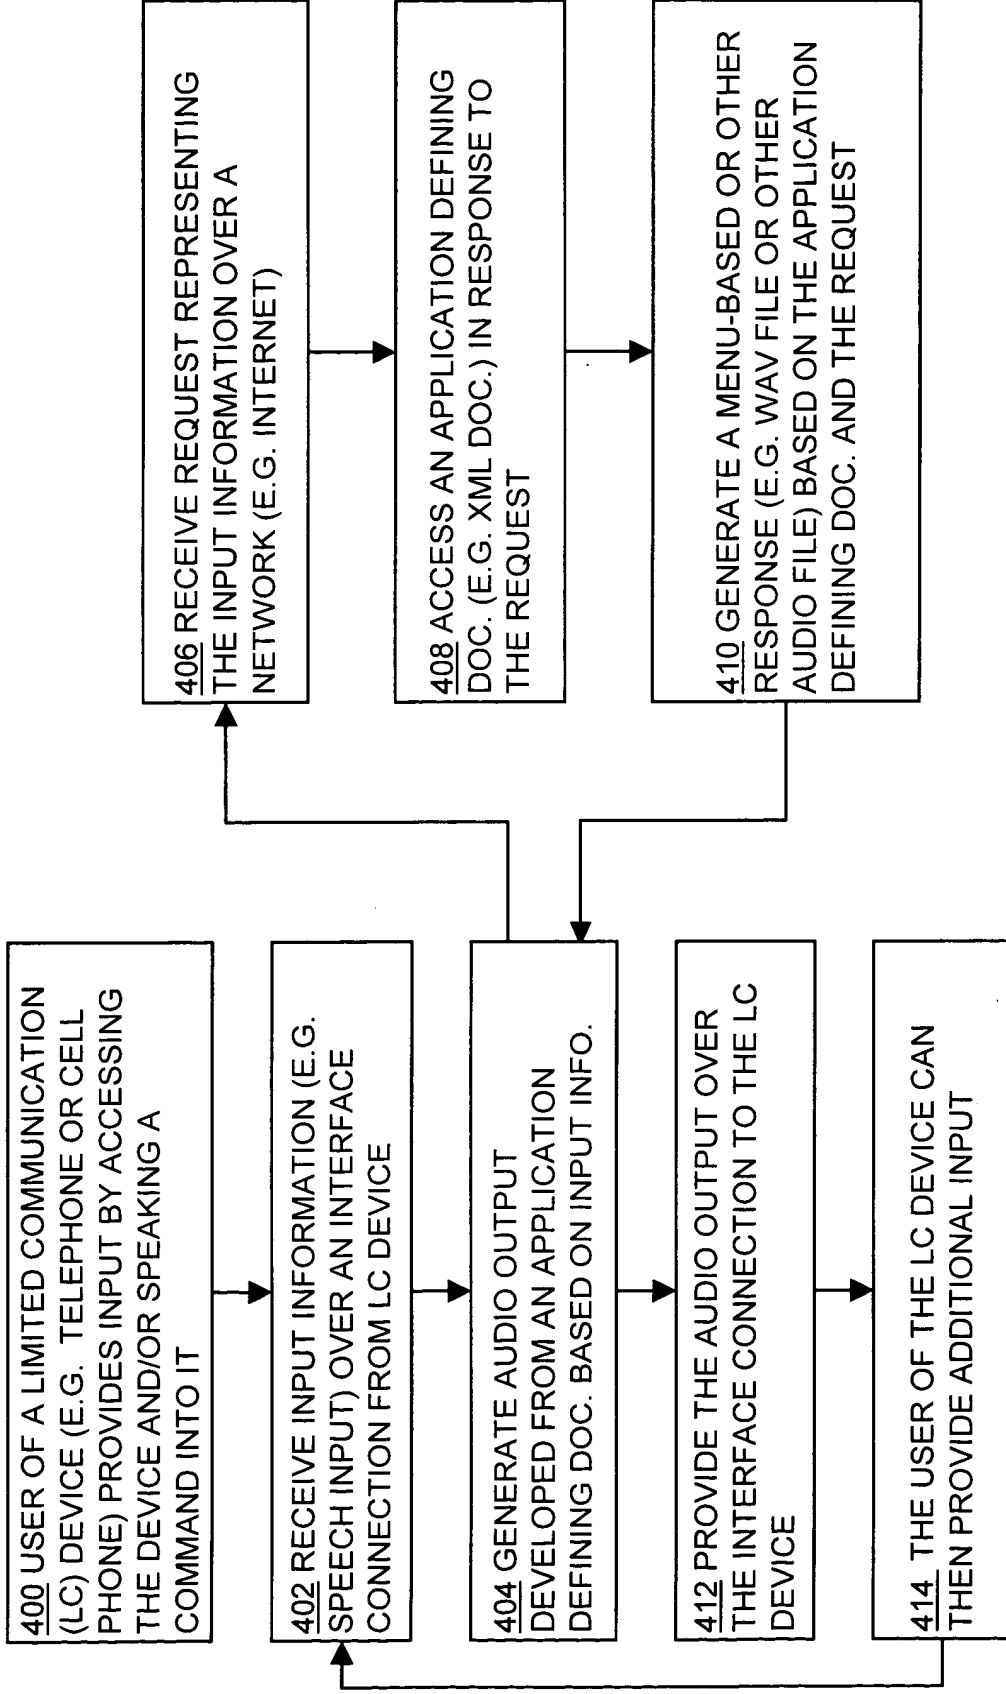 400 USER OF A LIMITED COMMUNICATION
(LC) DEVICE (E.G. TELEPHONE OR CELL
PHONE) PROVIDES INPUT BY ACCESSING
THE DEVICE AND/OR SPEAKING A
COMMAND INTO IT
402 RECEIVE INPUT INFORMATION (E.G.
SPEECH INPUT) OVER AN INTERFACE
CONNECTION FROM LC DEVICE
404 GENERATE AUDIO OUTPUT
DEVELOPED FROM AN APPLICATION
DEFINING DOC. BASED ON INPUT INFO.
412 PROVIDE THE AUDIO OUTPUT OVER
THE INTERFACE CONNECTION TO THE LC
DEVICE
414 THE USER OF THE LC DEVICE CAN
THEN PROVIDE ADDITIONAL INPUT
406 RECEIVE REQUEST REPRESENTING
THE INPUT INFORMATION OVER A
NETWORK (E.G. INTERNET)
408 ACCESS AN APPLICATION DEFINING
DOC. (E.G. XML DOC.) IN RESPONSE TO
THE REQUEST
410 GENERATE A MENU-BASED OR OTHER
RESPONSE (E.G. WAV FILE OR OTHER
AUDIO FILE) BASED ON THE APPLICATION
DEFINING DOC. AND THE REQUEST